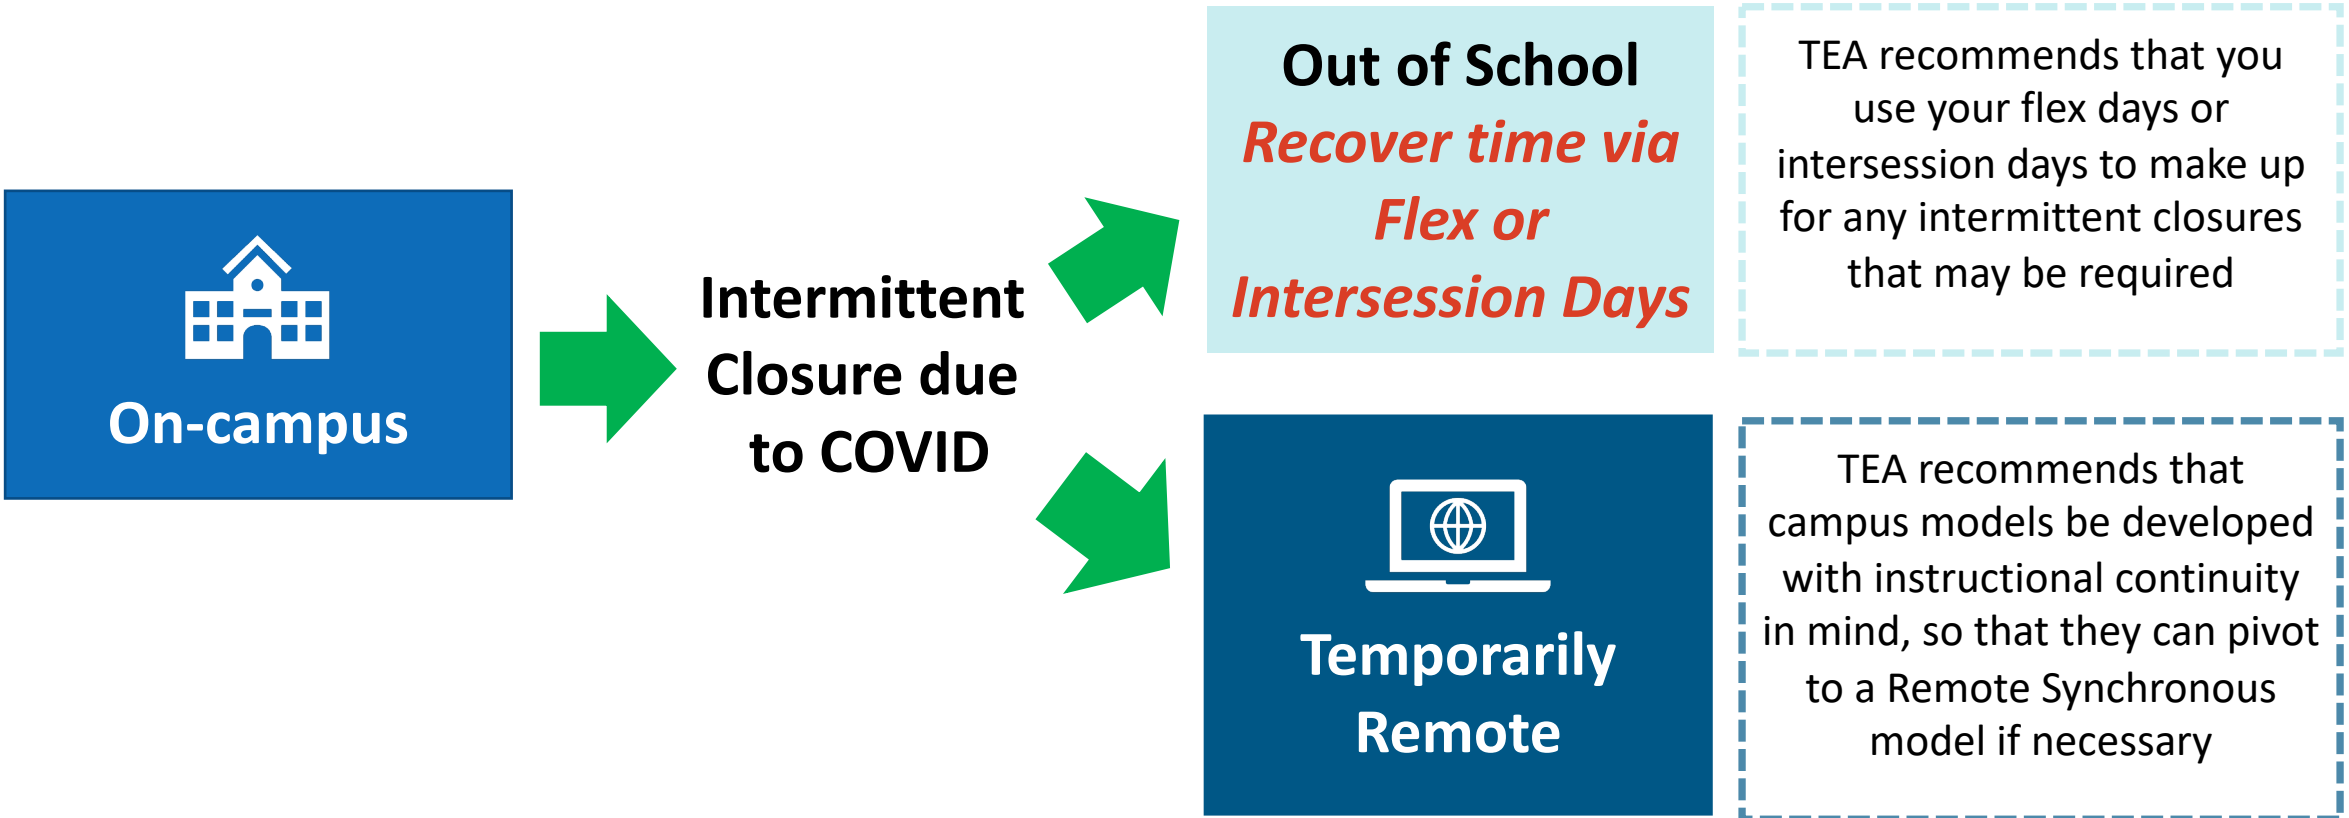 On-campus
Intermittent
Closure due
to COVID
Out of School
Recover time via
Flex or
Intersession Days
TEA recommends that you
use your flex days or
intersession days to make up
for any intermittent closures
that may be required
Temporarily
Remote
TEA recommends that
campus models be developed
with instructional continuity
in mind, so that they can pivot
to a Remote Synchronous
model if necessary